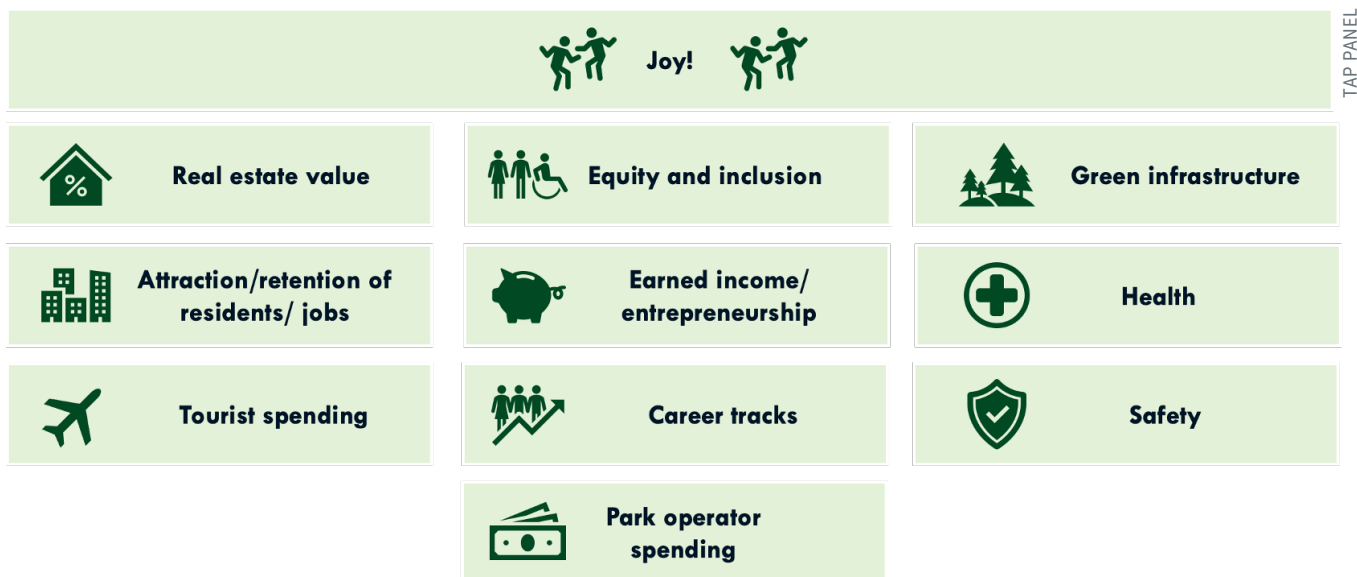 Joy!
TAP PANEL
Real estate value
Equity and inclusion
Green infrastructure
Attraction/retention of
residents/ jobs
Earned income/
entrepreneurship
Health
Tourist spending
Career tracks
Safety
Park operator
spending
%